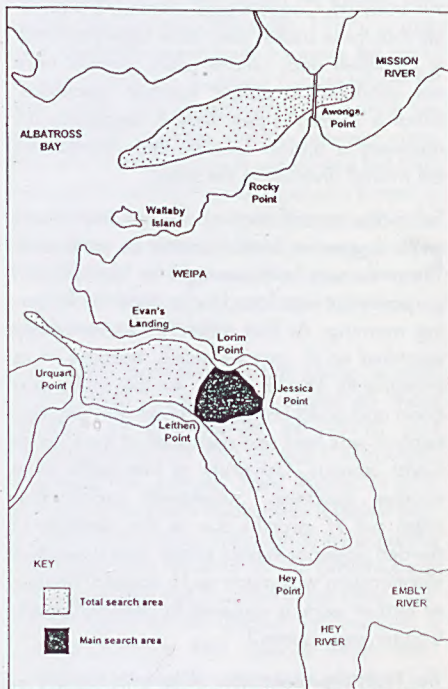 MISSION
RIVER
ALBATROSS
BAY
Awonga
Point
Rocky
Point
Wallaby
Island
WEIPA
Evan's
Landing
Lorim
Point
Urquart
Point
Jessica
Point
Leithen
Point
KEY
Total search area
Main search area
Hey
Point
EMBLY
RIVER
HEY
RIVER